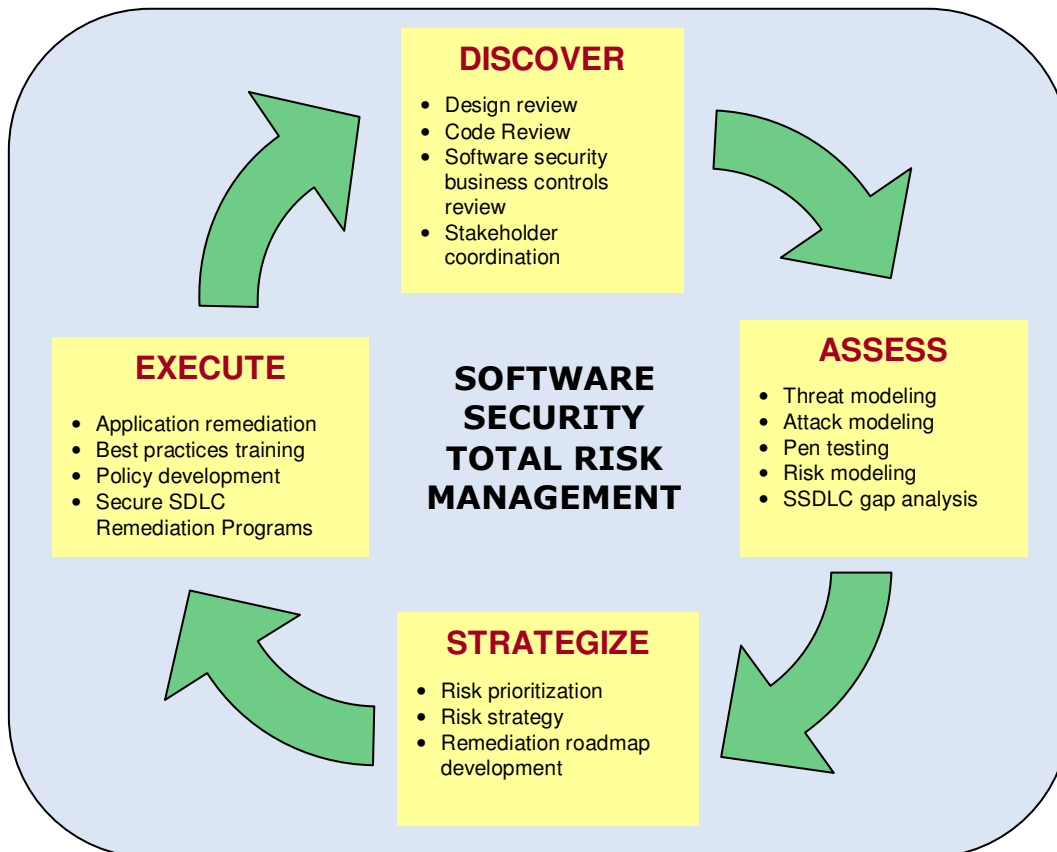 DISCOVER
• Design review
• Code Review
• Software security
business controls
review
• Stakeholder
coordination
ASSESS
• Threat modeling
• Attack modeling
• Pen testing
• Risk modeling
• SSDLC gap analysis
STRATEGIZE
• Risk prioritization
• Risk strategy
• Remediation roadmap
development
EXECUTE
• Application remediation
• Best practices training
• Policy development
• Secure SDLC
Remediation Programs
SOFTWARE
SECURITY
TOTAL RISK
MANAGEMENT